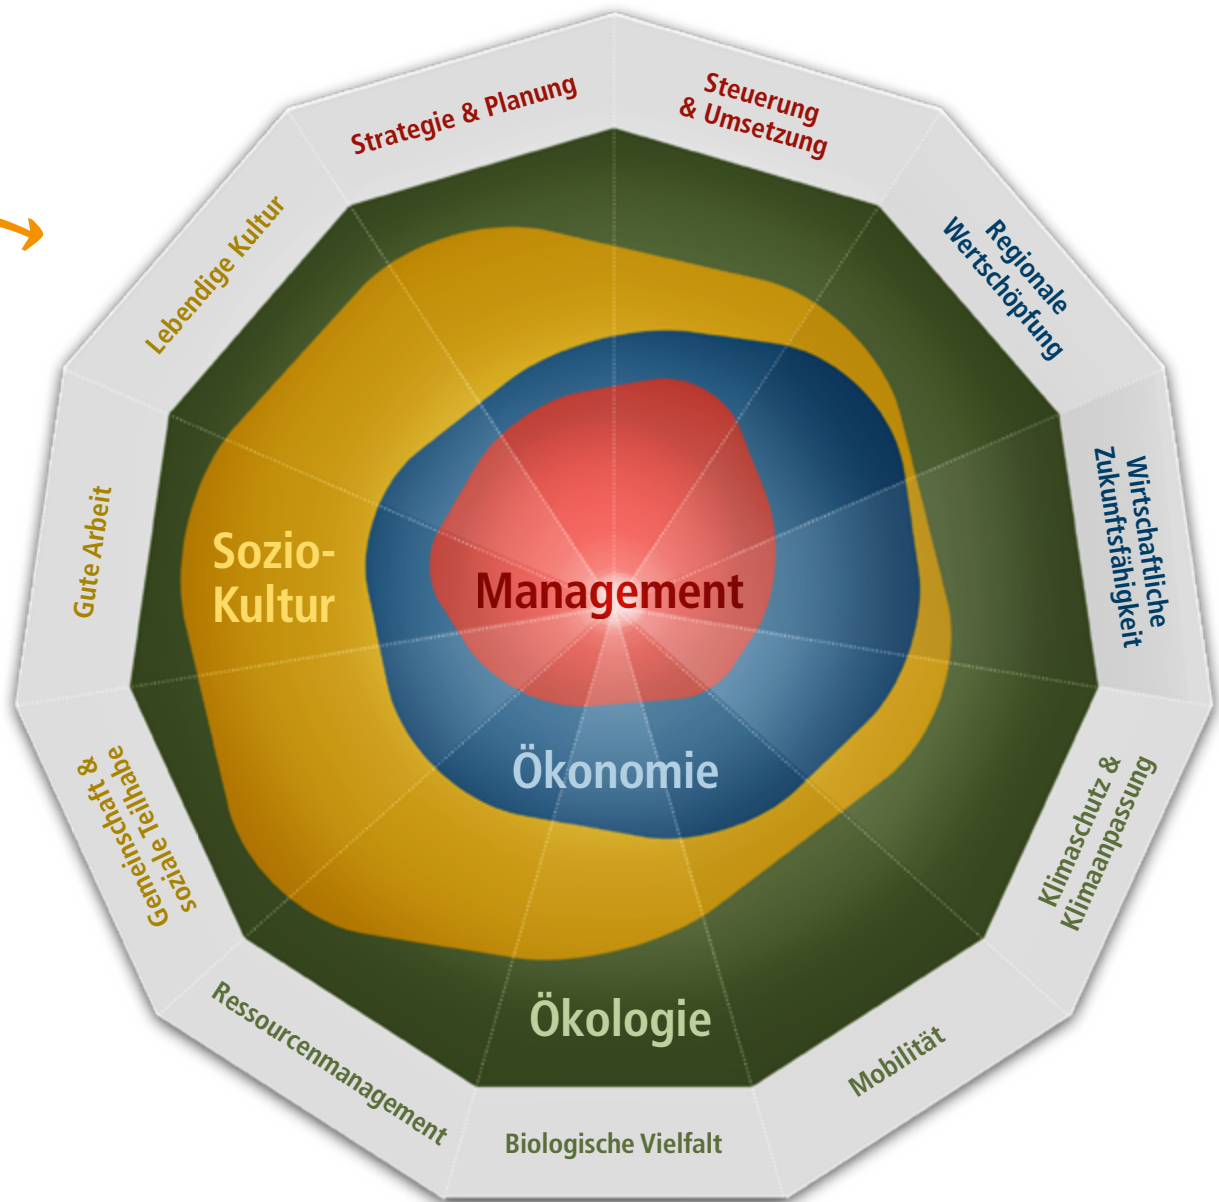 Strategie & Planung
Steuerung
& Umsetzung
Regionale
Wertschöpfung
Wirtschaftliche
Zukunftsfähigkeit
Klimaschutz &
Klimaanpassung
Mobilität
Biologische Vielfalt
Ressourcenmanagement
Gemeinschaft &
soziale Teilhabe
Gute Arbeit
Lebendige Kultur
Sozio-
Kultur
Management
Ökonomie
Ökologie